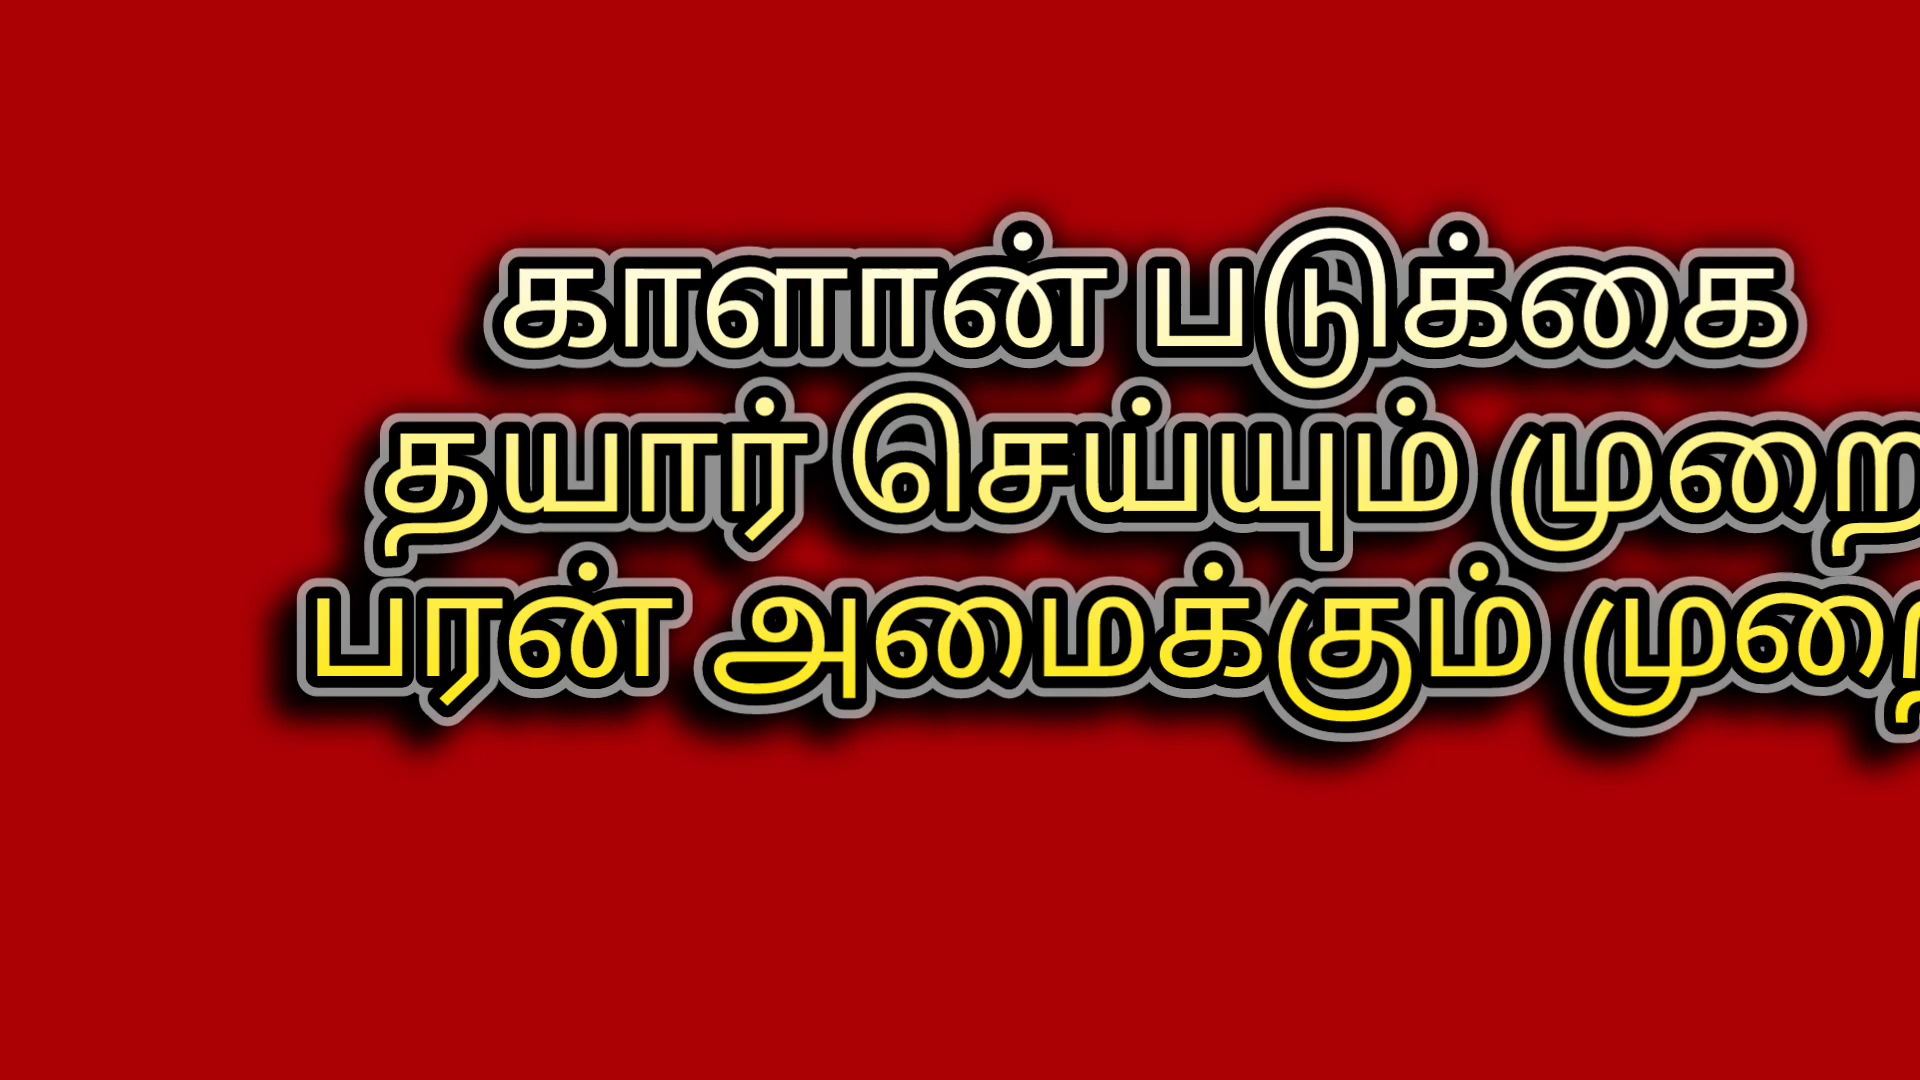 காளான் படுக்கை
தயார் செய்யும் முறை
பரன் அமைக்கும் முறை